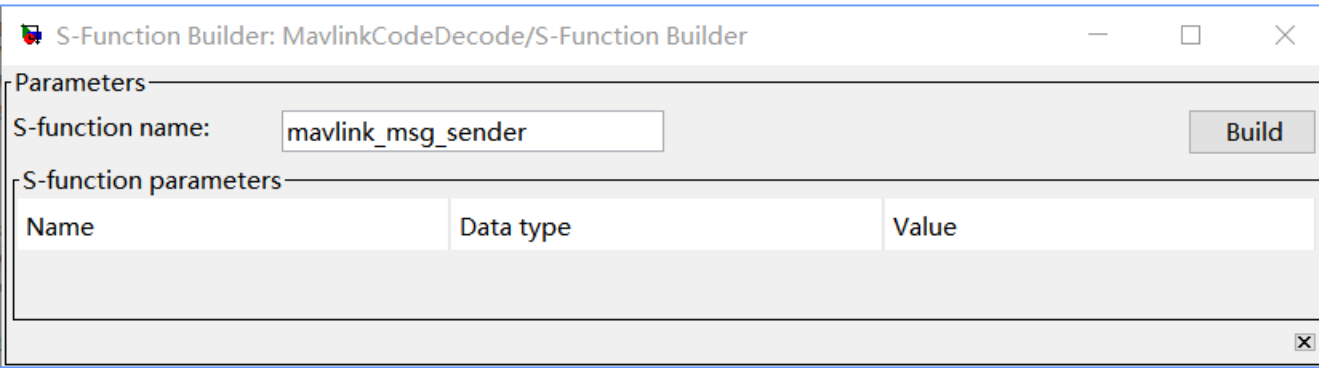 S-Function Builder: MavlinkCodeDecode/S-Function Builder
Parameters
S-function name: mavlink_msg_sender Build
S-function parameters
Name Data type Value